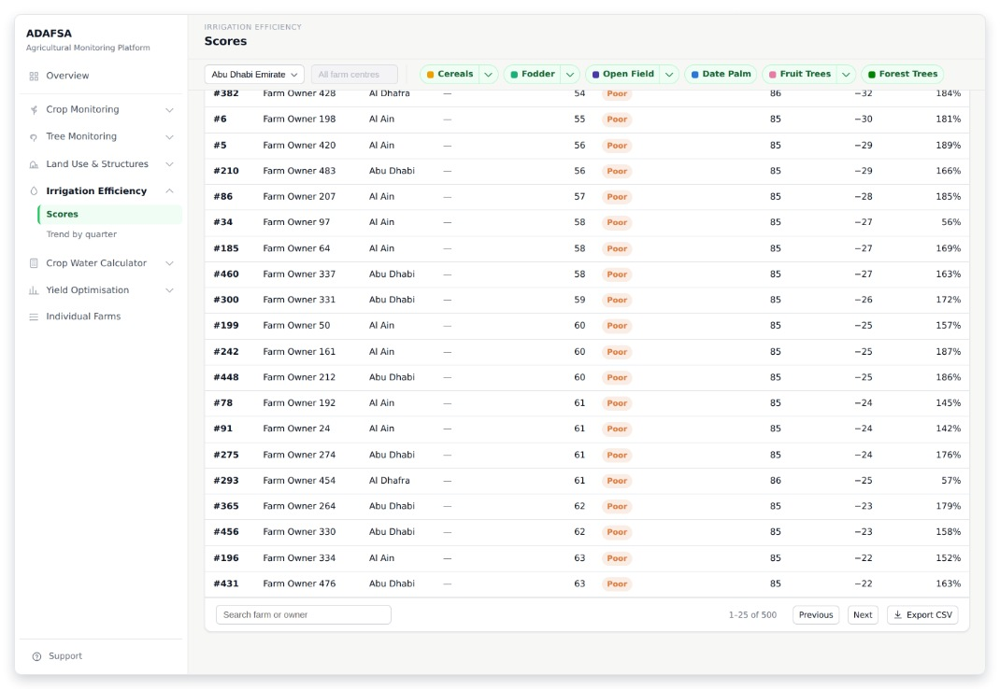 ADAFSA
Agricultural Monitoring Platform
Overview
Crop Monitoring
Tree Monitoring
Land Use & Structures
Irrigation Efficiency
Scores
Trend by quarter
Crop Water Calculator
Yield Optimisation
Individual Farms
Support
IRRIGATION EFFICIENCY
Scores
Abu Dhabi Emirate All farm centres Cereals Fodder Open Field Date Palm Fruit Trees Forest Trees
#382 Farm Owner 428 Al Dhafra — 54 Poor 86 −32 184%
#6 Farm Owner 198 Al Ain — 55 Poor 85 −30 181%
#5 Farm Owner 420 Al Ain — 56 Poor 85 −29 189%
#210 Farm Owner 483 Abu Dhabi — 56 Poor 85 −29 166%
#86 Farm Owner 207 Al Ain — 57 Poor 85 −28 185%
#34 Farm Owner 97 Al Ain — 58 Poor 85 −27 56%
#185 Farm Owner 64 Al Ain — 58 Poor 85 −27 169%
#460 Farm Owner 337 Abu Dhabi — 58 Poor 85 −27 163%
#300 Farm Owner 331 Abu Dhabi — 59 Poor 85 −26 172%
#199 Farm Owner 50 Al Ain — 60 Poor 85 −25 157%
#242 Farm Owner 161 Al Ain — 60 Poor 85 −25 187%
#448 Farm Owner 212 Abu Dhabi — 60 Poor 85 −25 186%
#78 Farm Owner 192 Al Ain — 61 Poor 85 −24 145%
#91 Farm Owner 24 Al Ain — 61 Poor 85 −24 142%
#275 Farm Owner 274 Abu Dhabi — 61 Poor 85 −24 176%
#293 Farm Owner 454 Al Dhafra — 61 Poor 86 −25 57%
#365 Farm Owner 264 Abu Dhabi — 62 Poor 85 −23 179%
#456 Farm Owner 330 Abu Dhabi — 62 Poor 85 −23 158%
#196 Farm Owner 334 Al Ain — 63 Poor 85 −22 152%
#431 Farm Owner 476 Abu Dhabi — 63 Poor 85 −22 163%
Search farm or owner 1–25 of 500 Previous Next Export CSV